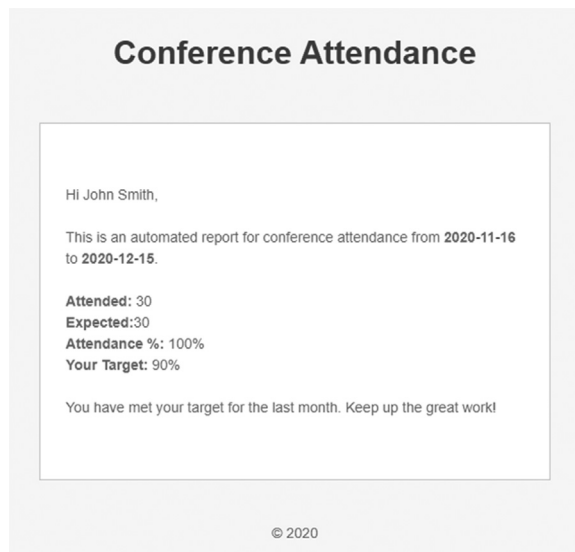 Conference Attendance
Hi John Smith,
This is an automated report for conference attendance from 2020-11-16
to 2020-12-15.
Attended: 30
Expected:30
Attendance %: 100%
Your Target: 90%
You have met your target for the last month. Keep up the great work!
© 2020